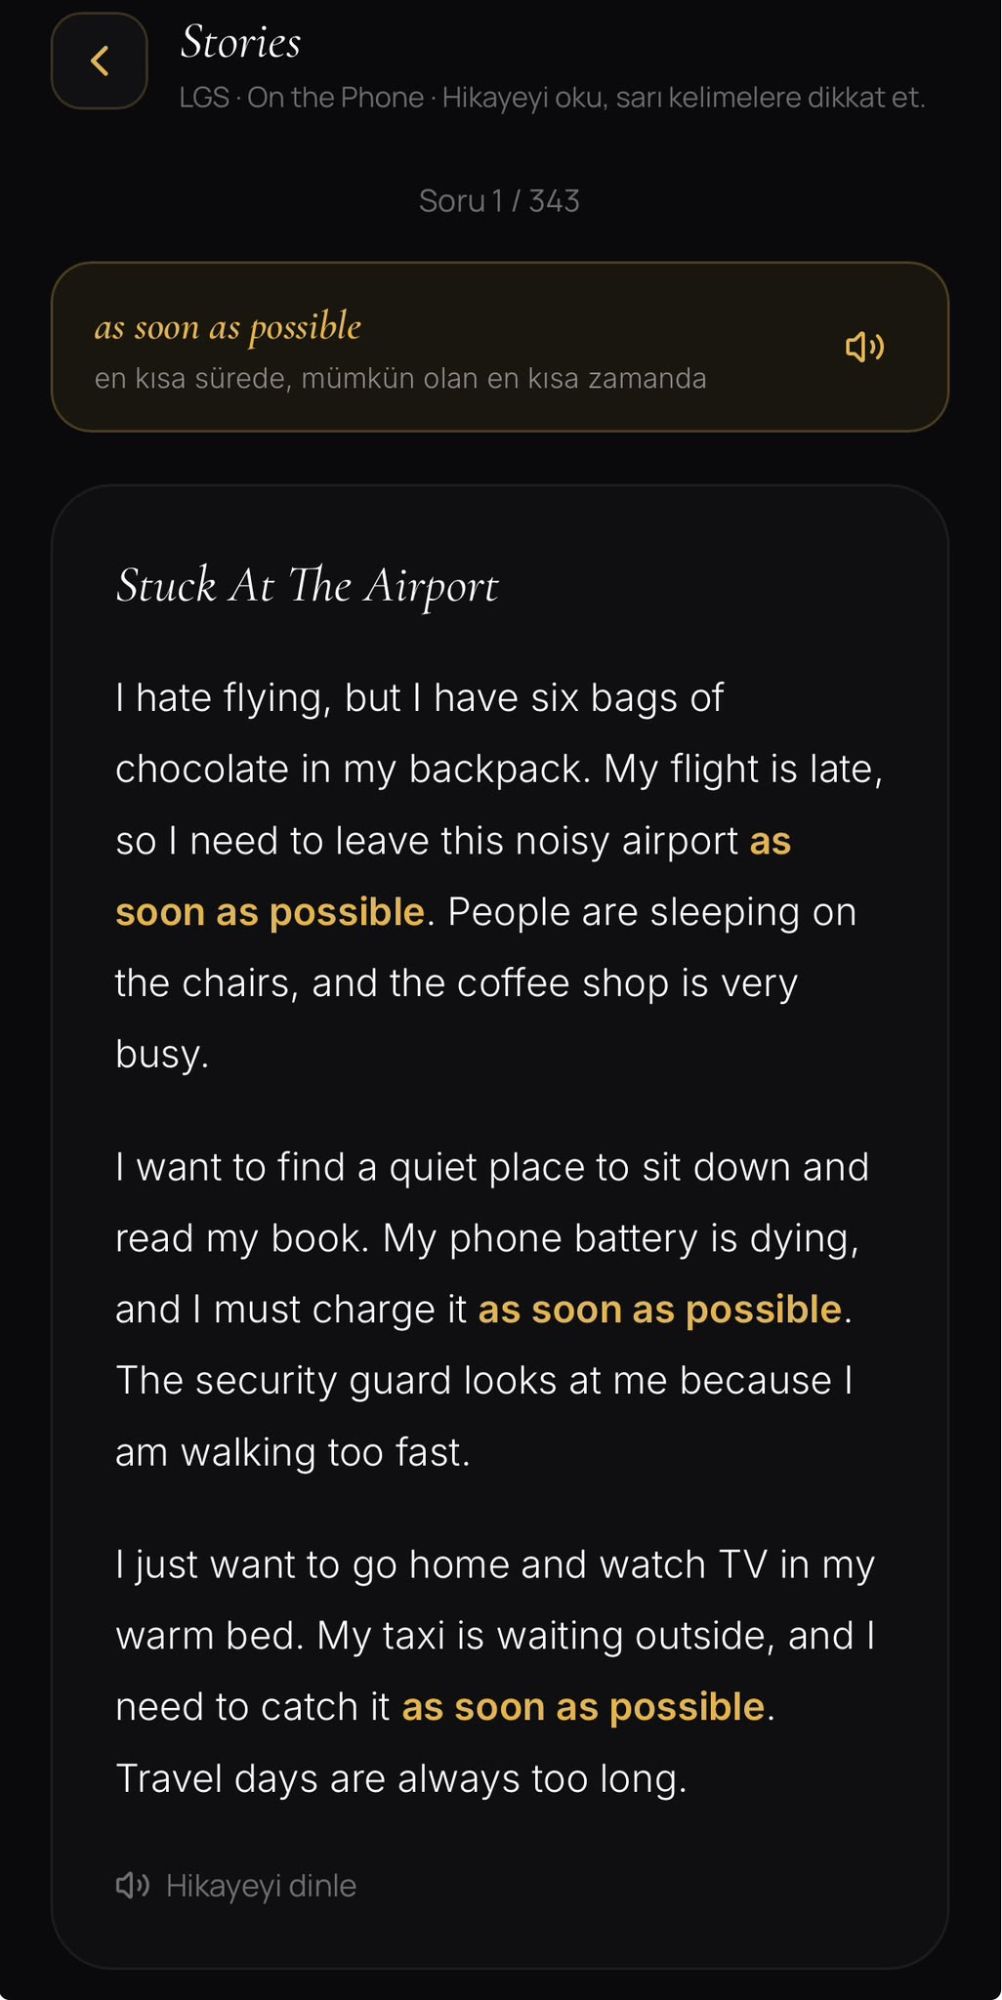 Stories
LGS · On the Phone · Hikayeyi oku, sarı kelimelere dikkat et.
Soru 1 / 343
as soon as possible
en kısa sürede, mümkün olan en kısa zamanda
Stuck At The Airport
I hate flying, but I have six bags of
chocolate in my backpack. My flight is late,
so I need to leave this noisy airport as
soon as possible. People are sleeping on
the chairs, and the coffee shop is very
busy.
I want to find a quiet place to sit down and
read my book. My phone battery is dying,
and I must charge it as soon as possible.
The security guard looks at me because I
am walking too fast.
I just want to go home and watch TV in my
warm bed. My taxi is waiting outside, and I
need to catch it as soon as possible.
Travel days are always too long.
Hikayeyi dinle